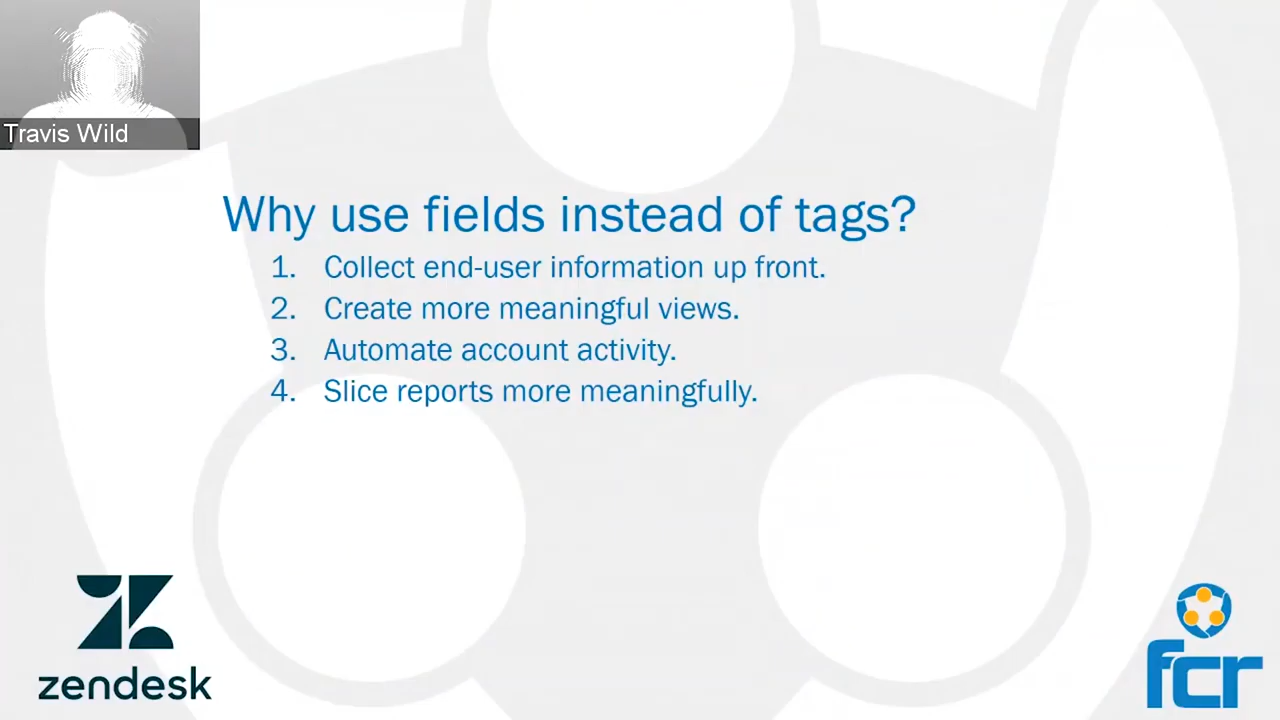 Travis Wild
Why use fields instead of tags?
1. Collect end-user information up front.
2. Create more meaningful views.
3. Automate account activity.
4. Slice reports more meaningfully.
zendesk
fcr